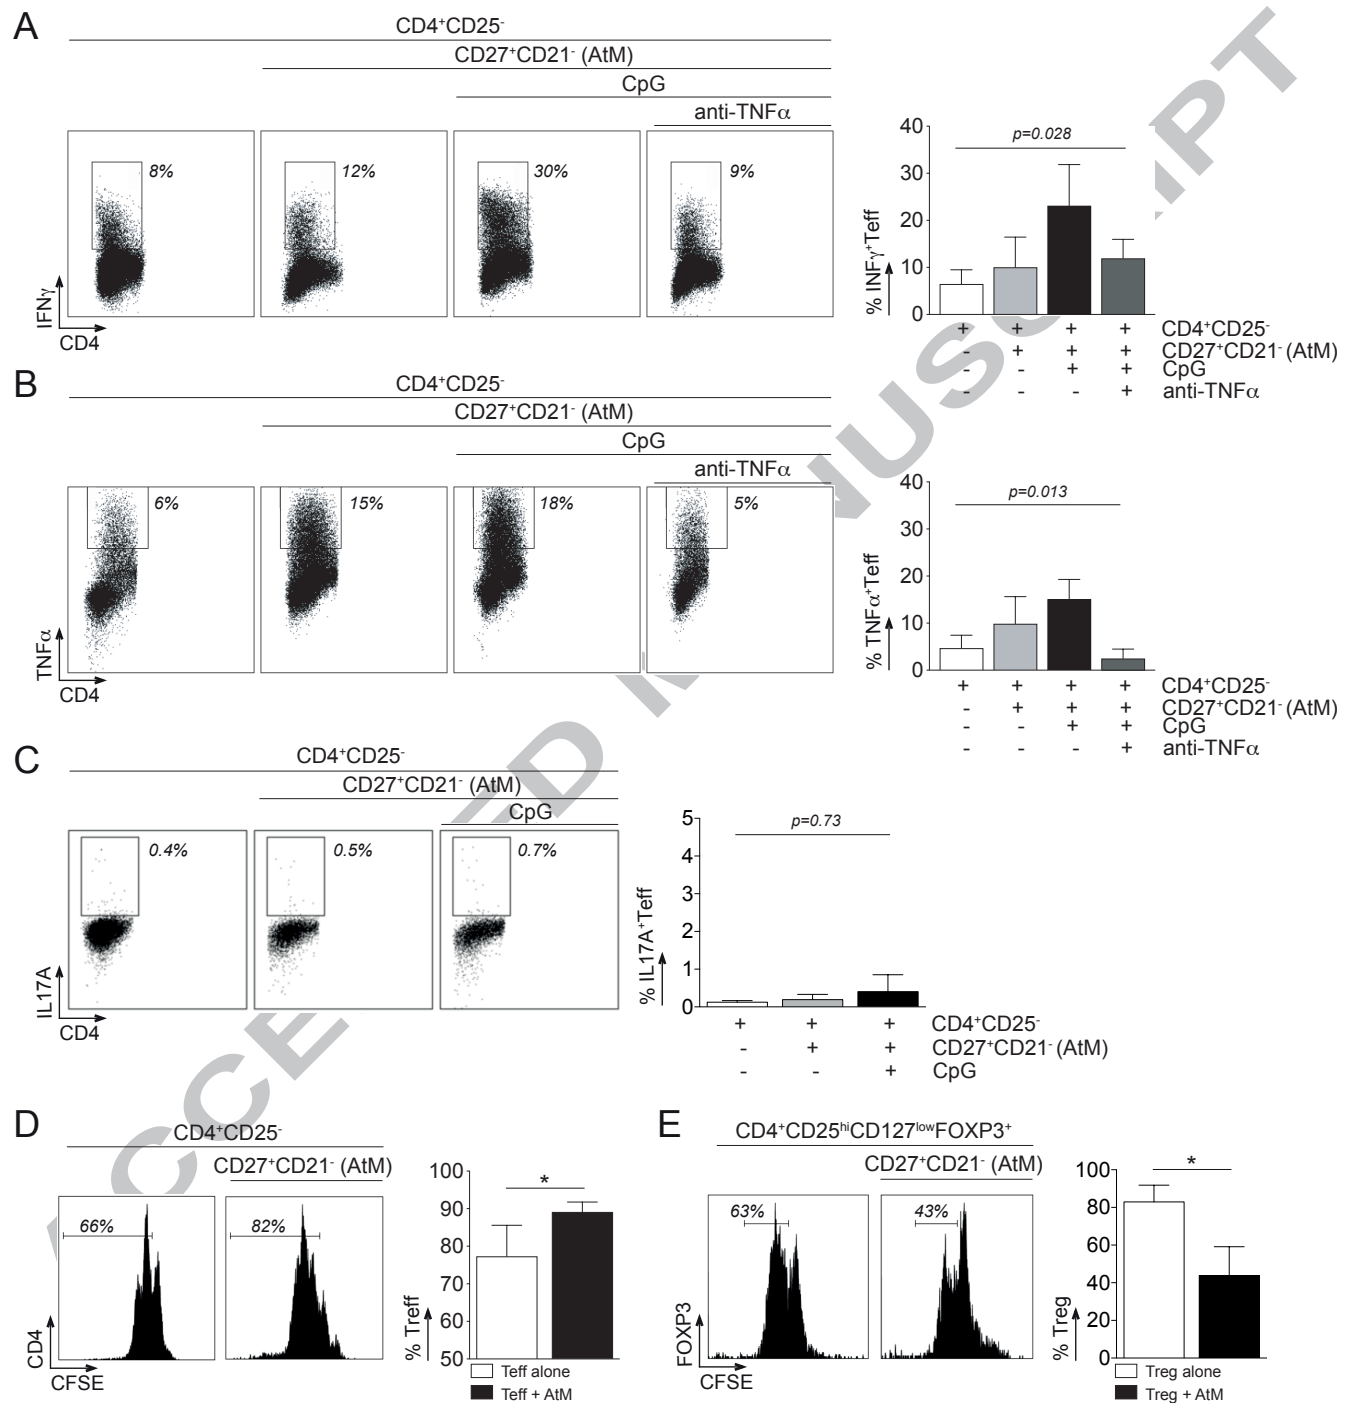 A
CD4⁺CD25⁻
CD27⁺CD21⁻ (AtM)
CpG
anti-TNFα
8%
12%
30%
9%
IFNγ
CD4
40
30
20
10
0
% INFγ⁺Teff
p=0.028
+ + + + CD4⁺CD25⁻
- + + + CD27⁺CD21⁻ (AtM)
- - + + CpG
- - - + anti-TNFα
B
CD4⁺CD25⁻
CD27⁺CD21⁻ (AtM)
CpG
anti-TNFα
6%
15%
18%
5%
TNFα
CD4
40
30
20
10
0
% TNFα⁺Teff
p=0.013
+ + + + CD4⁺CD25⁻
- + + + CD27⁺CD21⁻ (AtM)
- - + + CpG
- - - + anti-TNFα
C
CD4⁺CD25⁻
CD27⁺CD21⁻ (AtM)
CpG
0.4%
0.5%
0.7%
IL17A
CD4
5
4
3
2
1
0
% IL17A⁺Teff
p=0.73
+ + + CD4⁺CD25⁻
- + + CD27⁺CD21⁻ (AtM)
- - + CpG
D
CD4⁺CD25⁻
CD27⁺CD21⁻ (AtM)
66%
82%
CD4
CFSE
100
90
80
70
60
50
% Treff
*
Teff alone
Teff + AtM
E
CD4⁺CD25ʰⁱCD127ˡᵒʷFOXP3⁺
CD27⁺CD21⁻ (AtM)
63%
43%
FOXP3
CFSE
100
80
60
40
20
0
% Treg
*
Treg alone
Treg + AtM